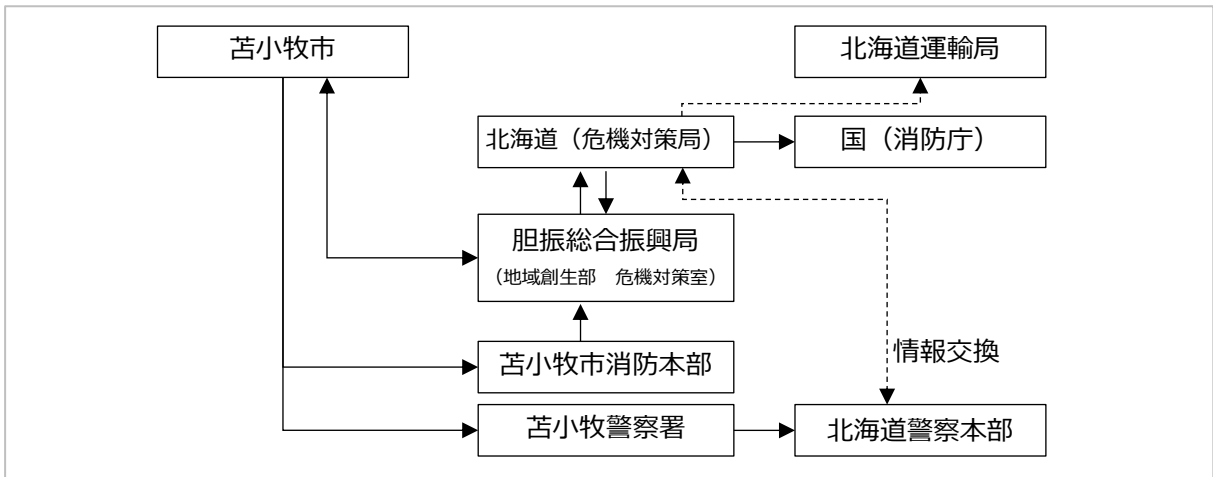 苫小牧市
北海道運輸局
北海道（危機対策局）
国（消防庁）
胆振総合振興局
（地域創生部　危機対策室）
苫小牧市消防本部
情報交換
苫小牧警察署
北海道警察本部